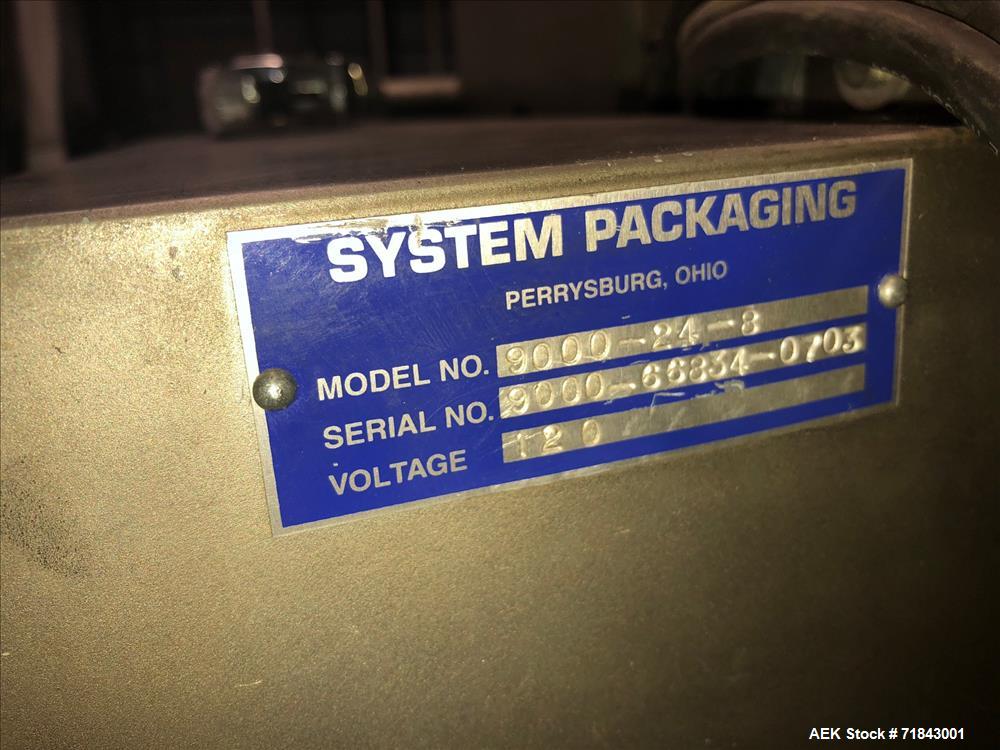 SYSTEM PACKAGING
PERRYSBURG, OHIO
MODEL NO. 9000-24-8
SERIAL NO. 9000-66834-0703
VOLTAGE 120
AEK Stock # 71843001